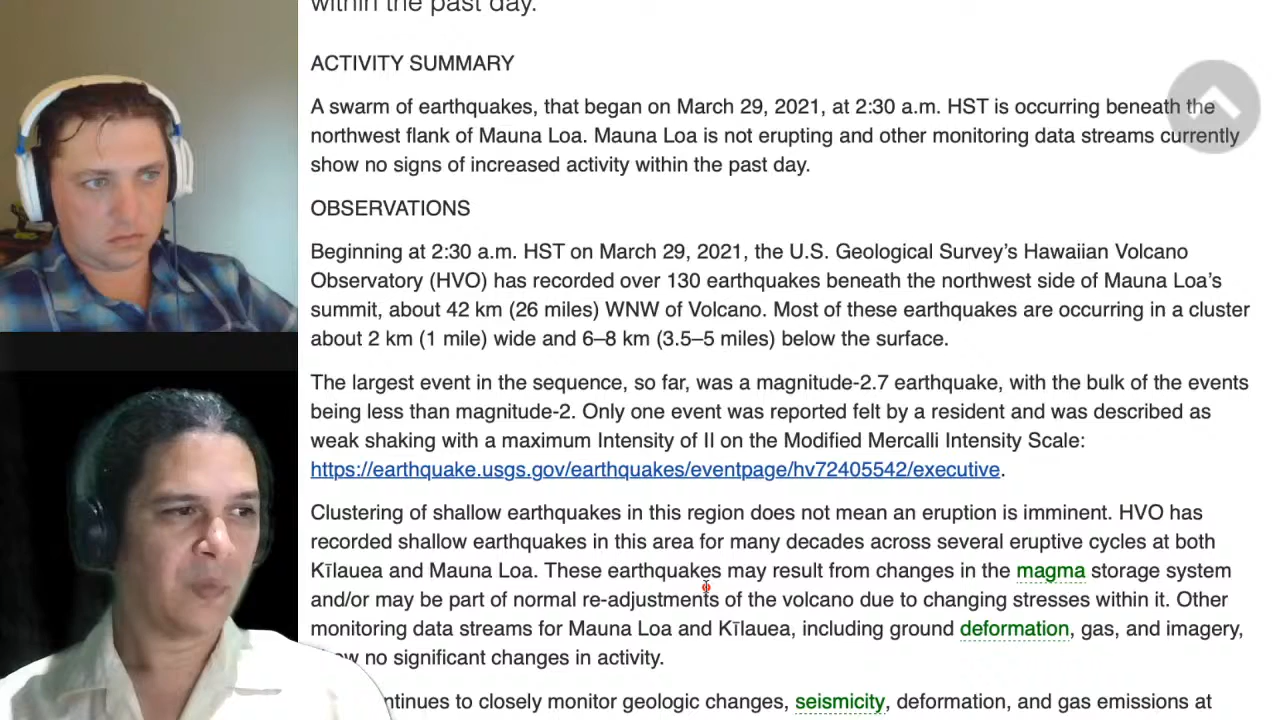 within the past day.
ACTIVITY SUMMARY
A swarm of earthquakes, that began on March 29, 2021, at 2:30 a.m. HST is occurring beneath the
northwest flank of Mauna Loa. Mauna Loa is not erupting and other monitoring data streams currently
show no signs of increased activity within the past day.
OBSERVATIONS
Beginning at 2:30 a.m. HST on March 29, 2021, the U.S. Geological Survey’s Hawaiian Volcano
Observatory (HVO) has recorded over 130 earthquakes beneath the northwest side of Mauna Loa’s
summit, about 42 km (26 miles) WNW of Volcano. Most of these earthquakes are occurring in a cluster
about 2 km (1 mile) wide and 6–8 km (3.5–5 miles) below the surface.
The largest event in the sequence, so far, was a magnitude-2.7 earthquake, with the bulk of the events
being less than magnitude-2. Only one event was reported felt by a resident and was described as
weak shaking with a maximum Intensity of II on the Modified Mercalli Intensity Scale:
https://earthquake.usgs.gov/earthquakes/eventpage/hv72405542/executive.
Clustering of shallow earthquakes in this region does not mean an eruption is imminent. HVO has
recorded shallow earthquakes in this area for many decades across several eruptive cycles at both
Kīlauea and Mauna Loa. These earthquakes may result from changes in the magma storage system
and/or may be part of normal re-adjustments of the volcano due to changing stresses within it. Other
monitoring data streams for Mauna Loa and Kīlauea, including ground deformation, gas, and imagery,
no significant changes in activity.
to closely monitor geologic changes, seismicity, deformation, and gas emissions at